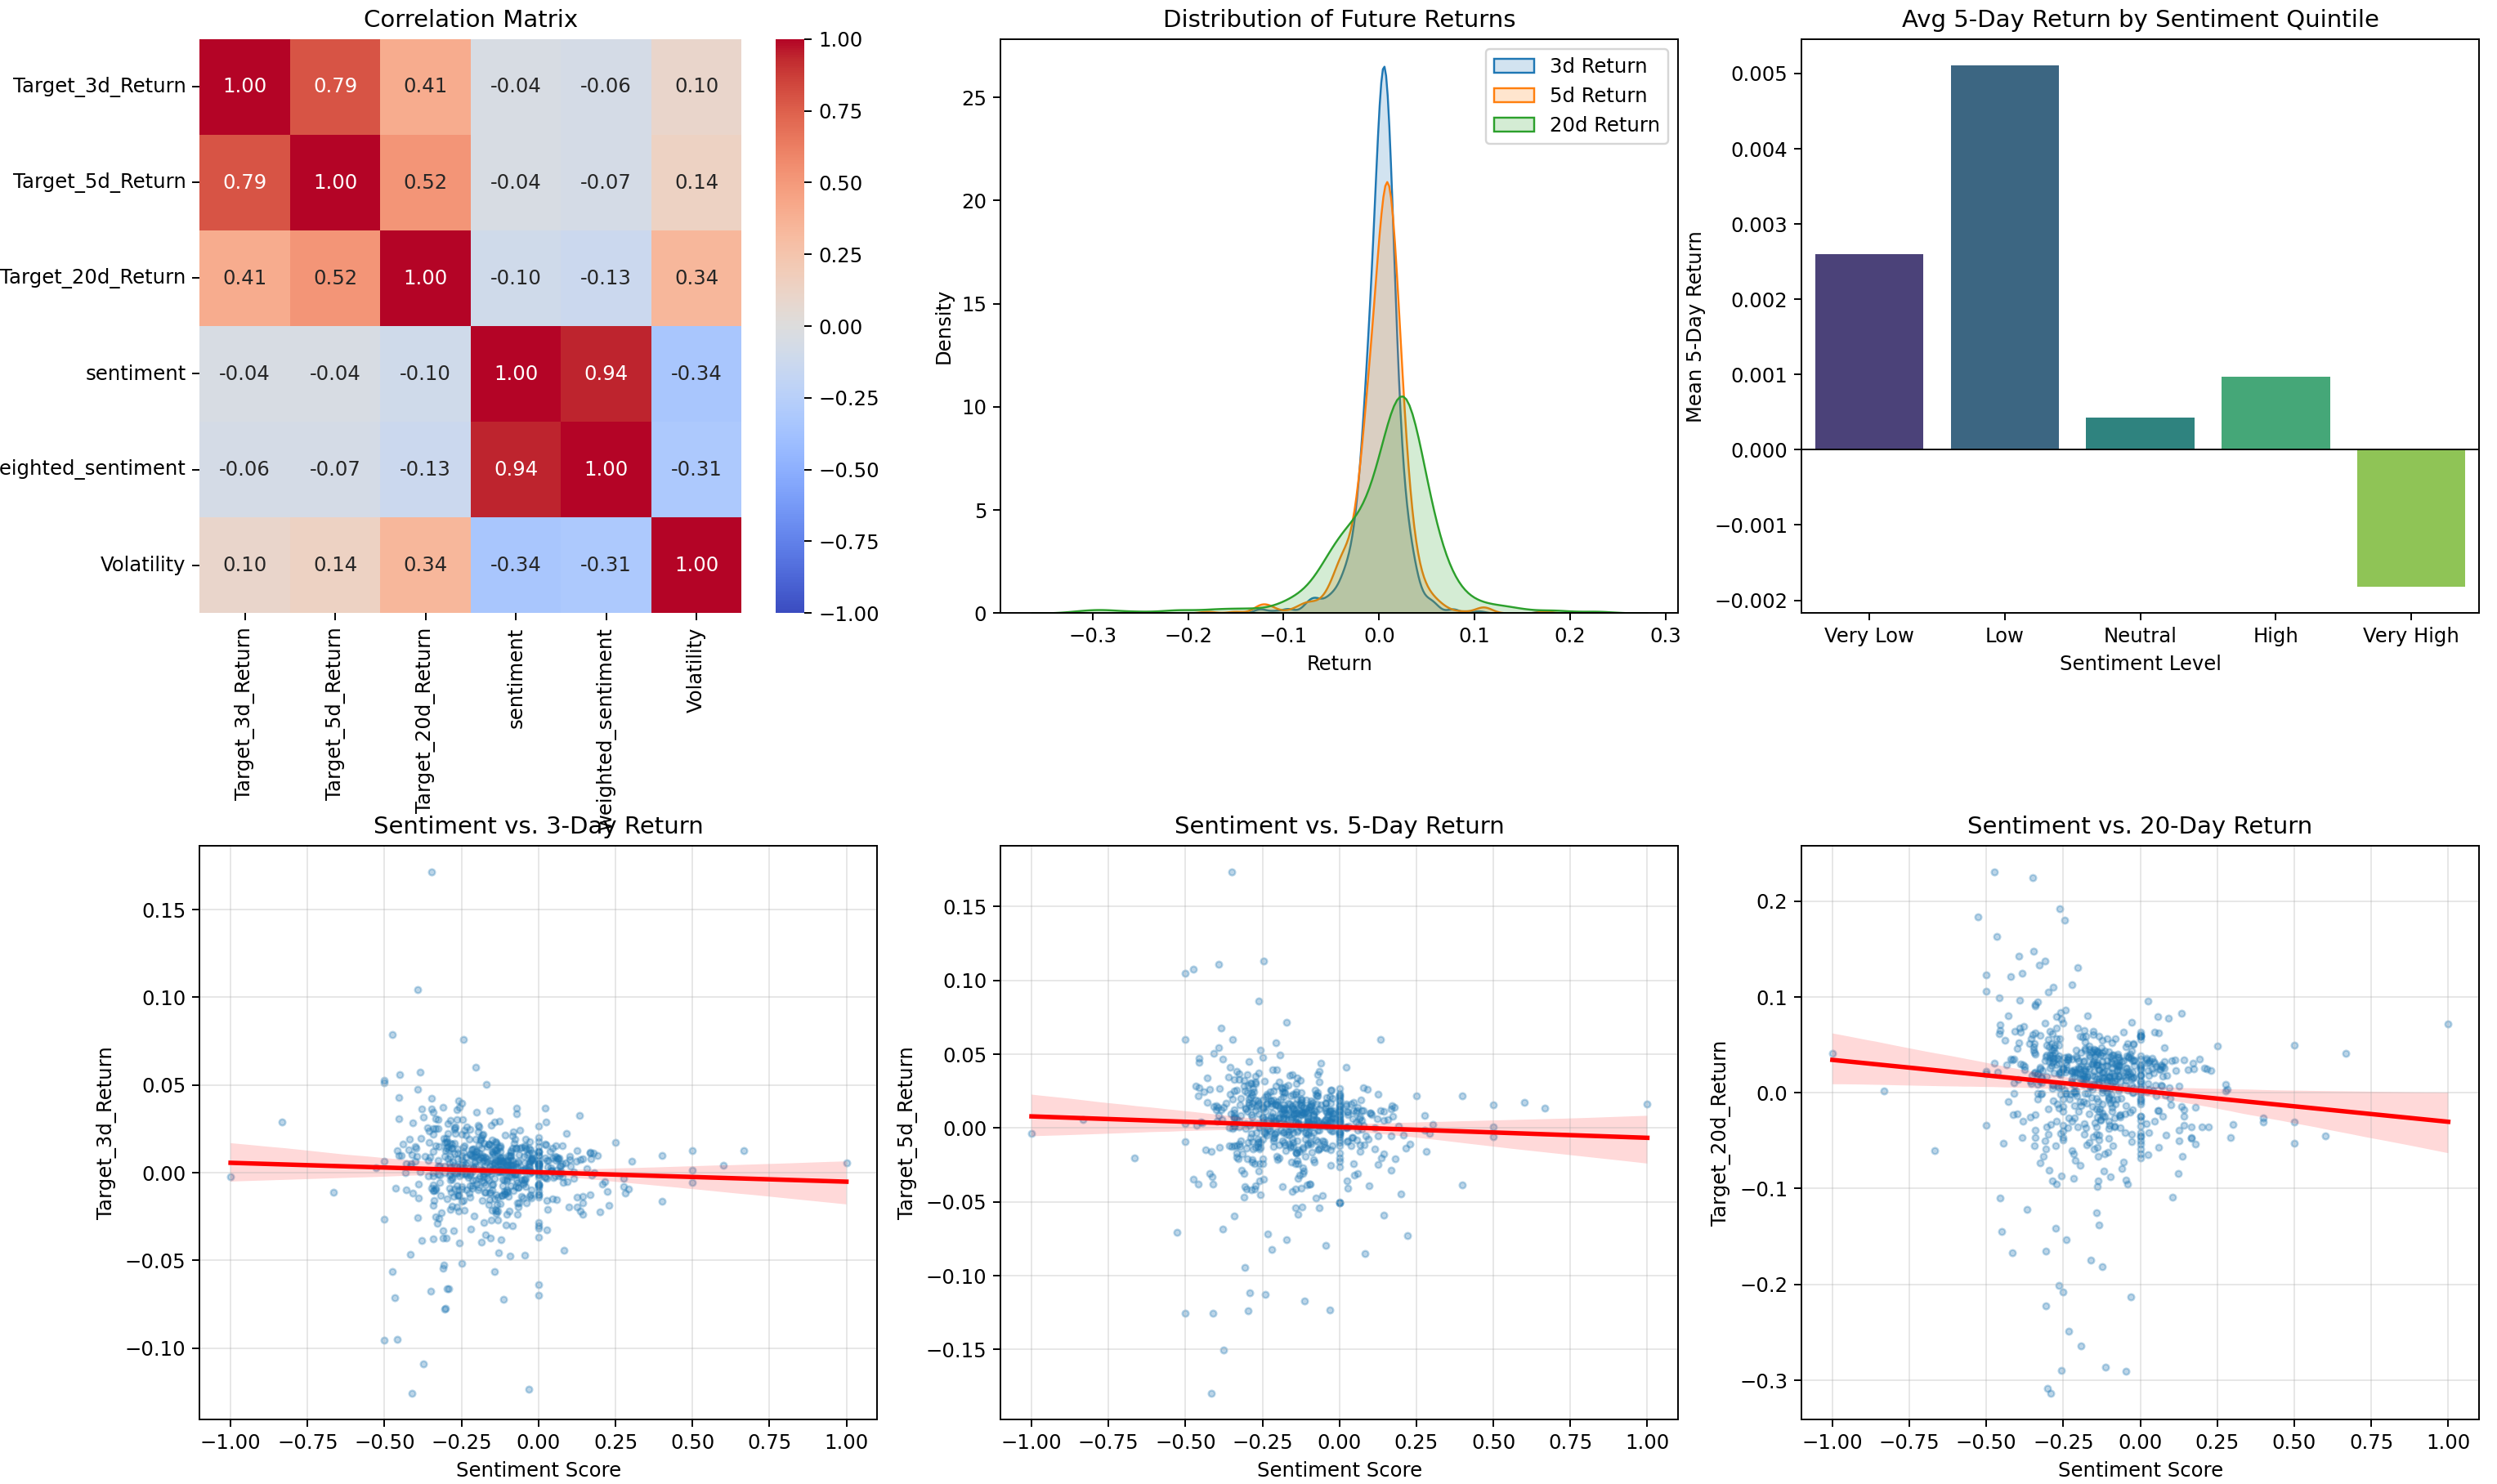 Correlation Matrix
Target_3d_Return
Target_5d_Return
Target_20d_Return
sentiment
eighted_sentiment
Volatility
1.00 0.79 0.41 -0.04 -0.06 0.10
0.79 1.00 0.52 -0.04 -0.07 0.14
0.41 0.52 1.00 -0.10 -0.13 0.34
-0.04 -0.04 -0.10 1.00 0.94 -0.34
-0.06 -0.07 -0.13 0.94 1.00 -0.31
0.10 0.14 0.34 -0.34 -0.31 1.00
Target_3d_Return
Target_5d_Return
Target_20d_Return
sentiment
weighted_sentiment
Volatility
1.00
0.75
0.50
0.25
0.00
−0.25
−0.50
−0.75
−1.00
Distribution of Future Returns
3d Return
5d Return
20d Return
Density
25
20
15
10
5
0
−0.3 −0.2 −0.1 0.0 0.1 0.2 0.3
Return
Avg 5-Day Return by Sentiment Quintile
Mean 5-Day Return
0.005
0.004
0.003
0.002
0.001
0.000
−0.001
−0.002
Very Low Low Neutral High Very High
Sentiment Level
Sentiment vs. 3-Day Return
Target_3d_Return
0.15
0.10
0.05
0.00
−0.05
−0.10
−1.00 −0.75 −0.50 −0.25 0.00 0.25 0.50 0.75 1.00
Sentiment Score
Sentiment vs. 5-Day Return
Target_5d_Return
0.15
0.10
0.05
0.00
−0.05
−0.10
−0.15
−1.00 −0.75 −0.50 −0.25 0.00 0.25 0.50 0.75 1.00
Sentiment Score
Sentiment vs. 20-Day Return
Target_20d_Return
0.2
0.1
0.0
−0.1
−0.2
−0.3
−1.00 −0.75 −0.50 −0.25 0.00 0.25 0.50 0.75 1.00
Sentiment Score